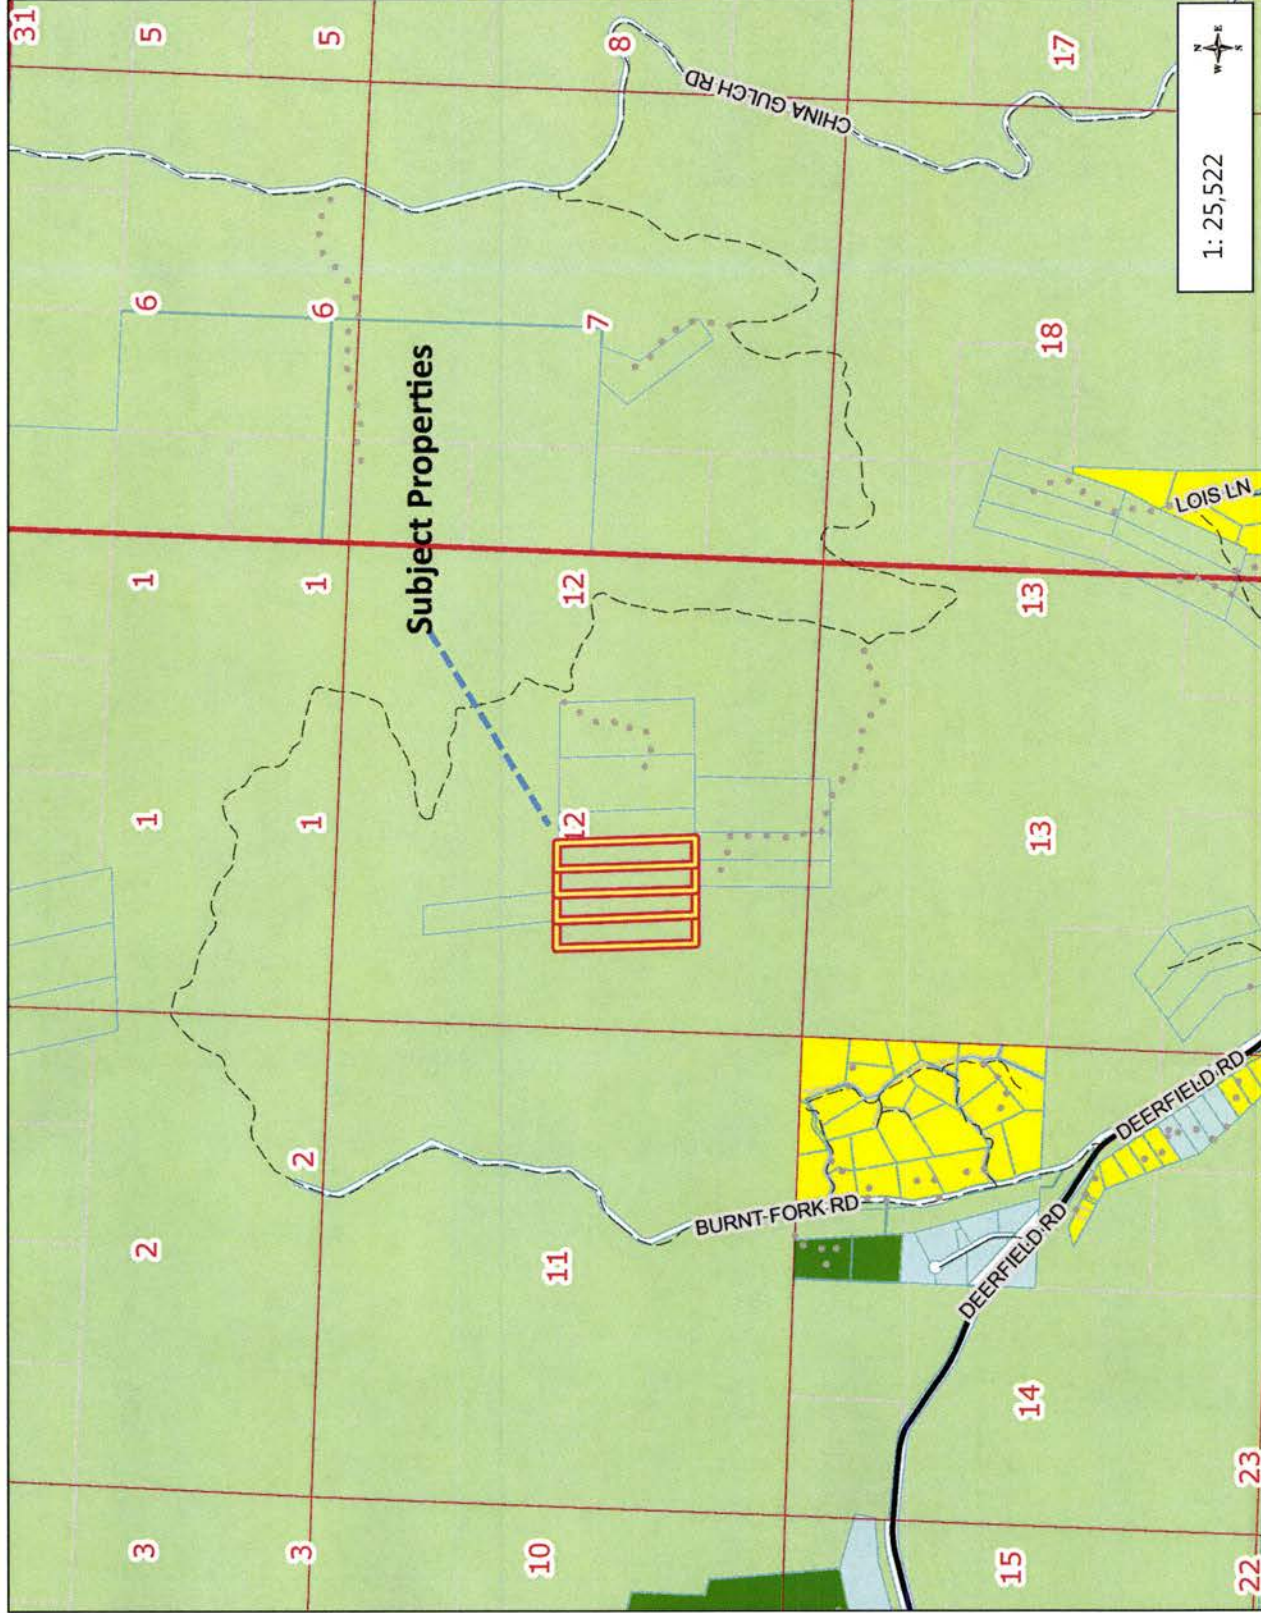 31
3 2 1 1 6 5
3 2 1 1 6 5
Subject Properties
10 11 12 12 7 8
CHINA GULCH RD
BURNT FORK RD
15 14 13 13 18 17
DEERFIELD RD
DEERFIELD RD
LOIS LN
22 23
1: 25,522
N
W E
S